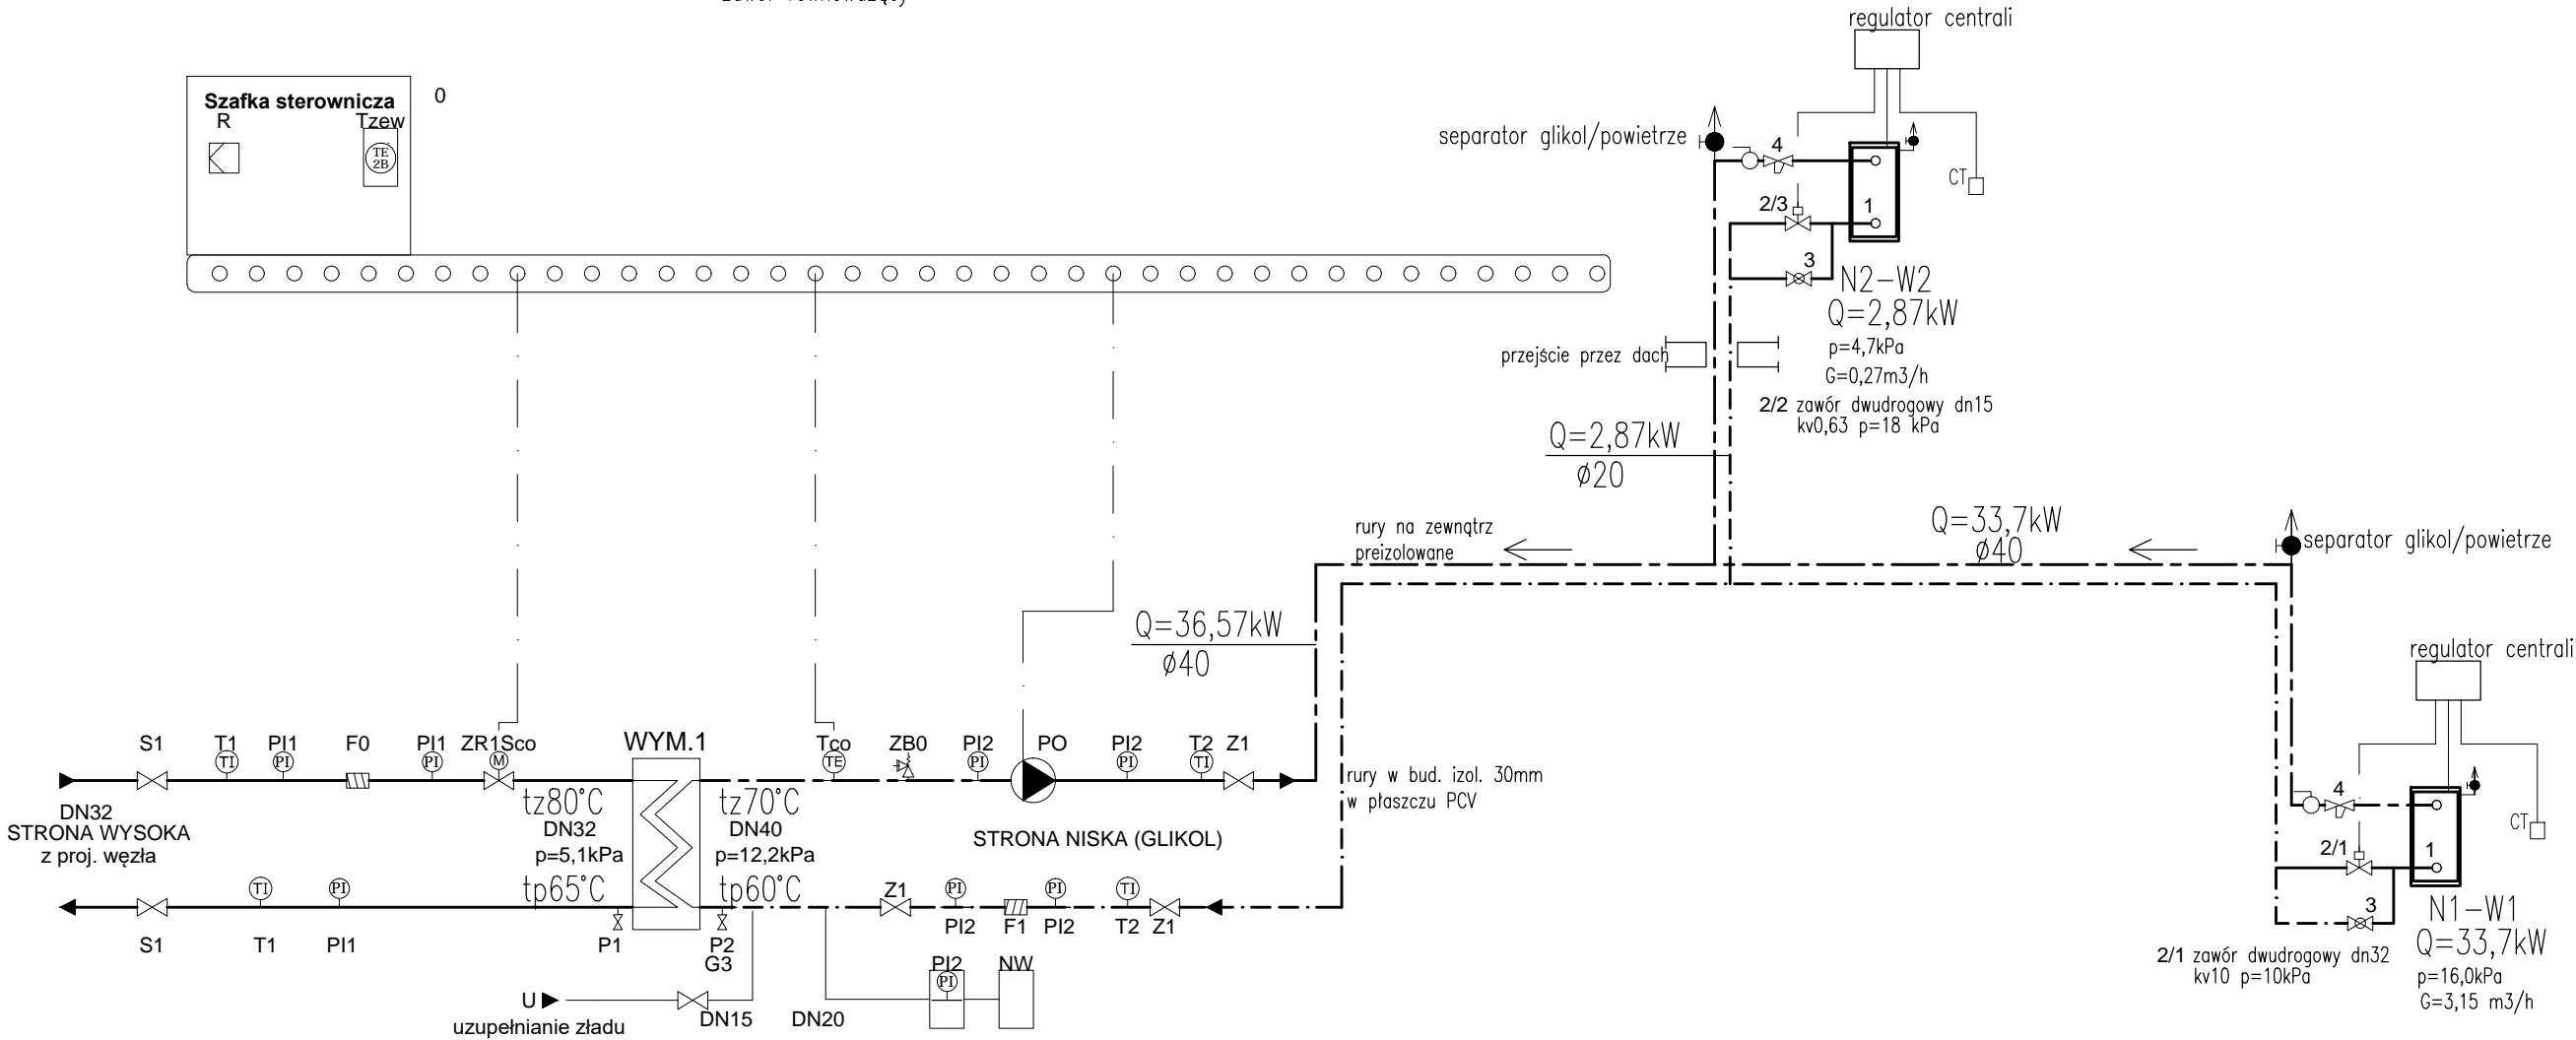 regulator centrali
Szafka sterownicza
0
R
Tzew
TE
2B
separator glikol/powietrze
4
CT
2/3
1
3
N2-W2
Q=2,87kW
p=4,7kPa
G=0,27m3/h
przejście przez dach
2/2 zawór dwudrogowy dn15
kv0,63 p=18 kPa
Q=2,87kW
ø20
rury na zewnątrz
preizolowane
Q=33,7kW
ø40
separator glikol/powietrze
Q=36,57kW
ø40
regulator centrali
S1
T1
TI
PI1
PI
F0
PI1
PI
ZR1Sco
M
WYM.1
Tco
TE
ZB0
PI2
PI
PO
PI2
PI
T2
TI
Z1
rury w bud. izol. 30mm
w płaszczu PCV
DN32
STRONA WYSOKA
z proj. węzła
tz80°C
DN32
p=5,1kPa
tp65°C
tz70°C
DN40
p=12,2kPa
tp60°C
STRONA NISKA (GLIKOL)
4
CT
2/1
1
3
N1-W1
Q=33,7kW
p=16,0kPa
G=3,15 m3/h
2/1 zawór dwudrogowy dn32
kv10 p=10kPa
TI
PI
S1
T1
PI1
P1
P2
G3
Z1
PI
PI2
F1
PI
PI2
TI
T2
Z1
PI2
PI
NW
U
uzupełnianie zładu
DN15
DN20